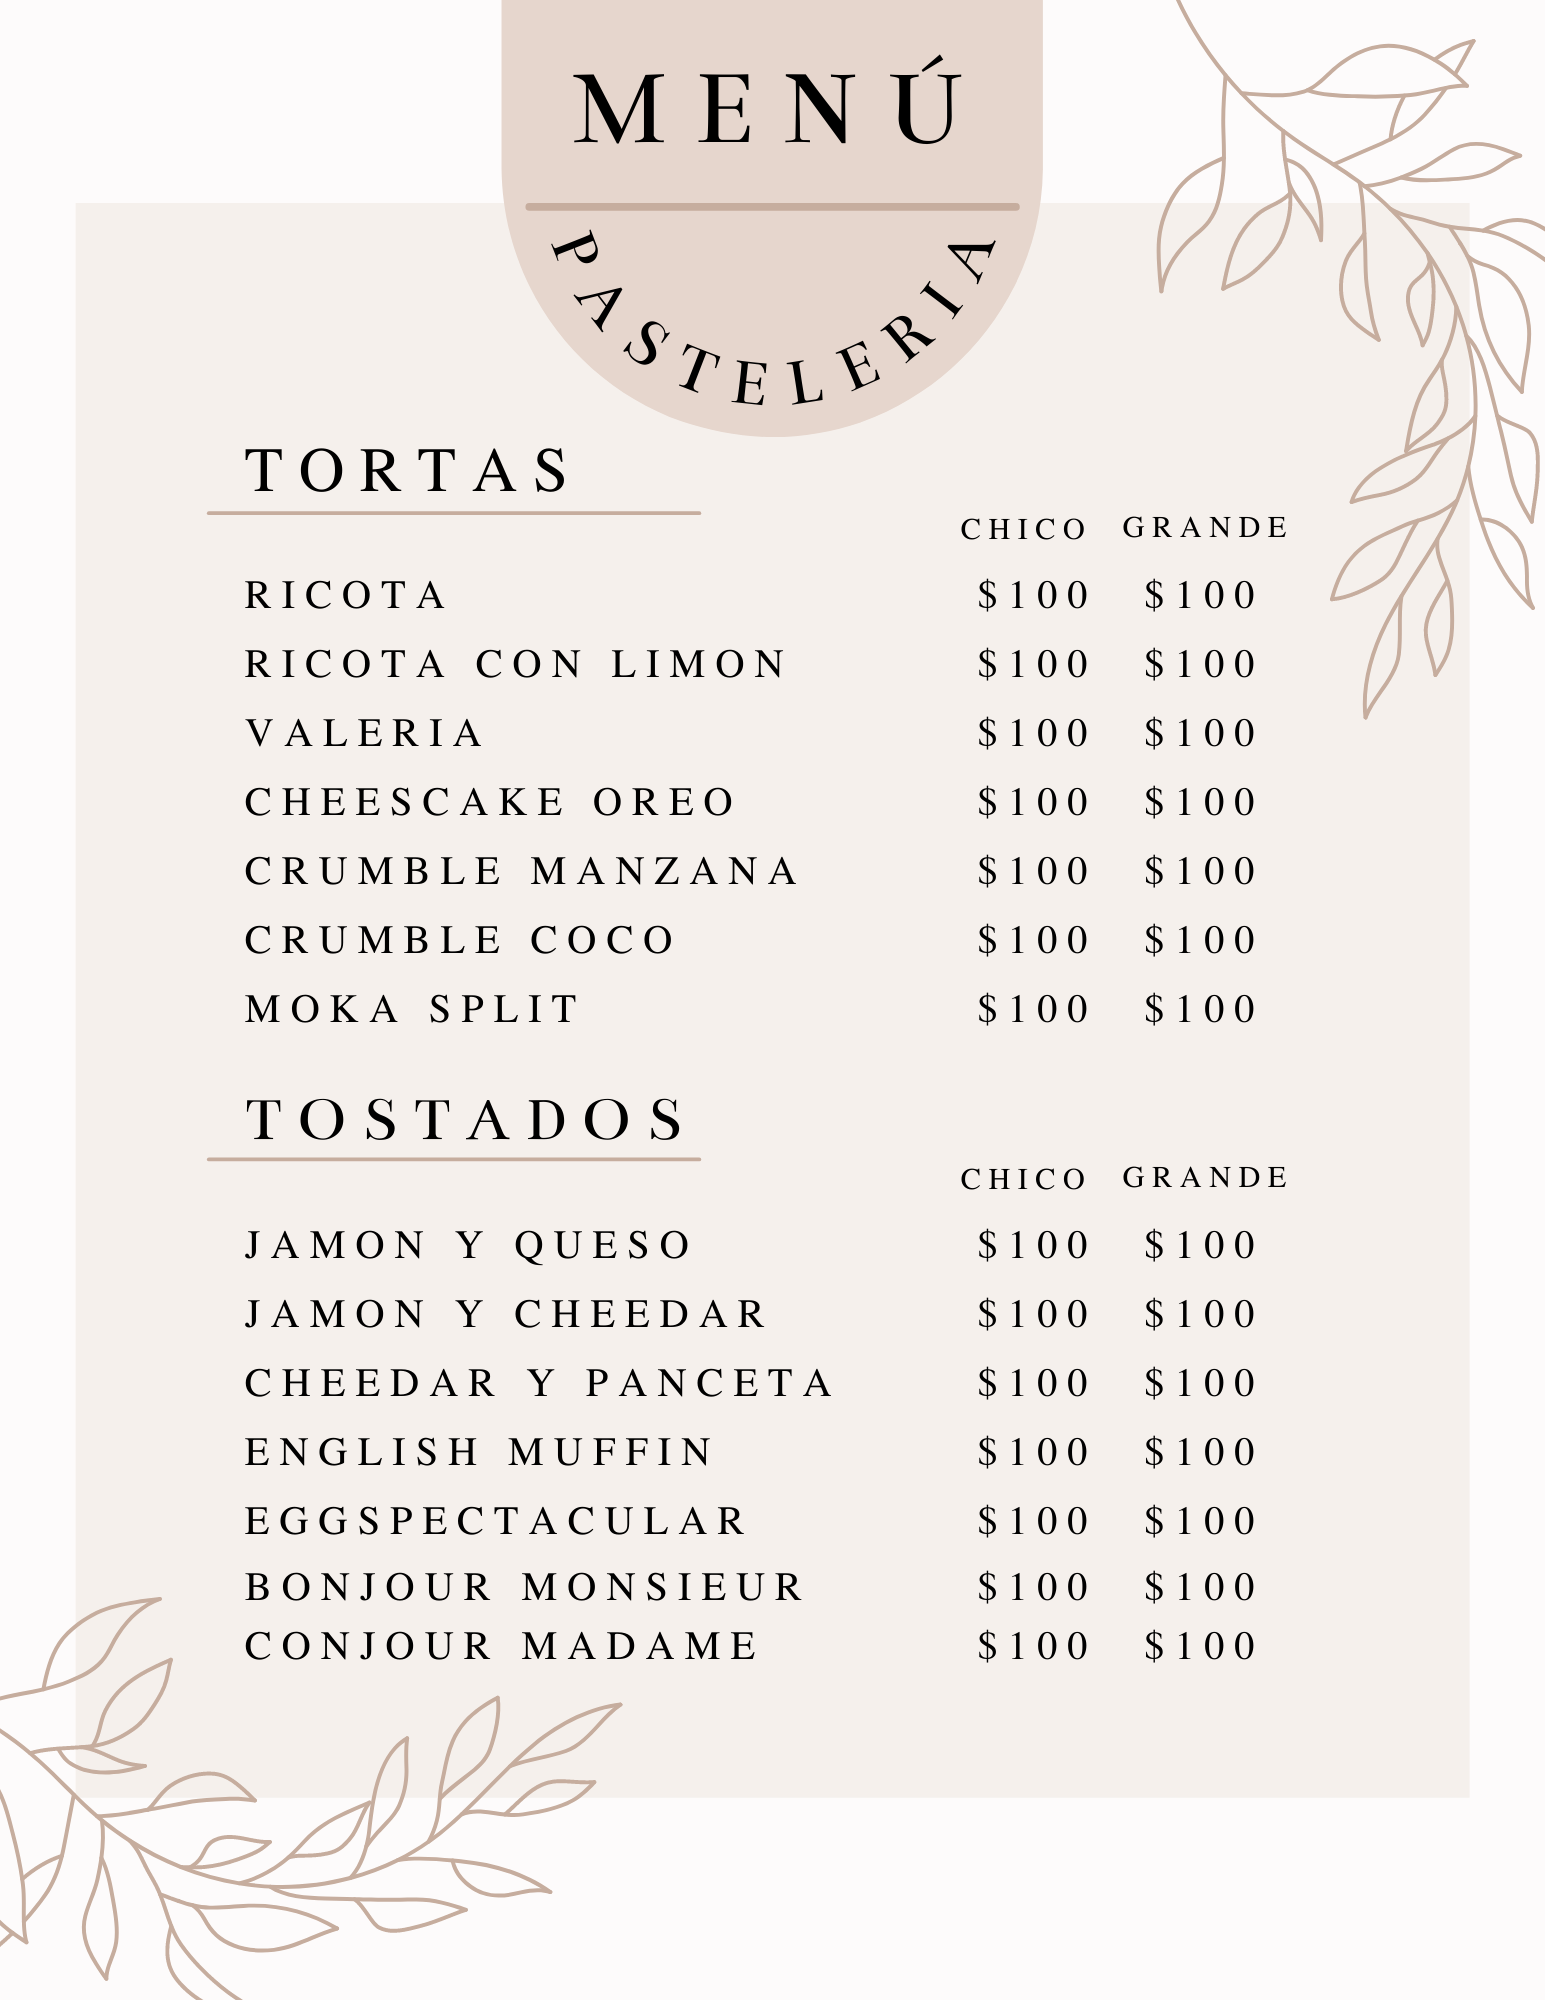 MENÚ
PASTELERIA
TORTAS
CHICO GRANDE
RICOTA $100 $100
RICOTA CON LIMON $100 $100
VALERIA $100 $100
CHEESCAKE OREO $100 $100
CRUMBLE MANZANA $100 $100
CRUMBLE COCO $100 $100
MOKA SPLIT $100 $100
TOSTADOS
CHICO GRANDE
JAMON Y QUESO $100 $100
JAMON Y CHEEDAR $100 $100
CHEEDAR Y PANCETA $100 $100
ENGLISH MUFFIN $100 $100
EGGSPECTACULAR $100 $100
BONJOUR MONSIEUR $100 $100
CONJOUR MADAME $100 $100